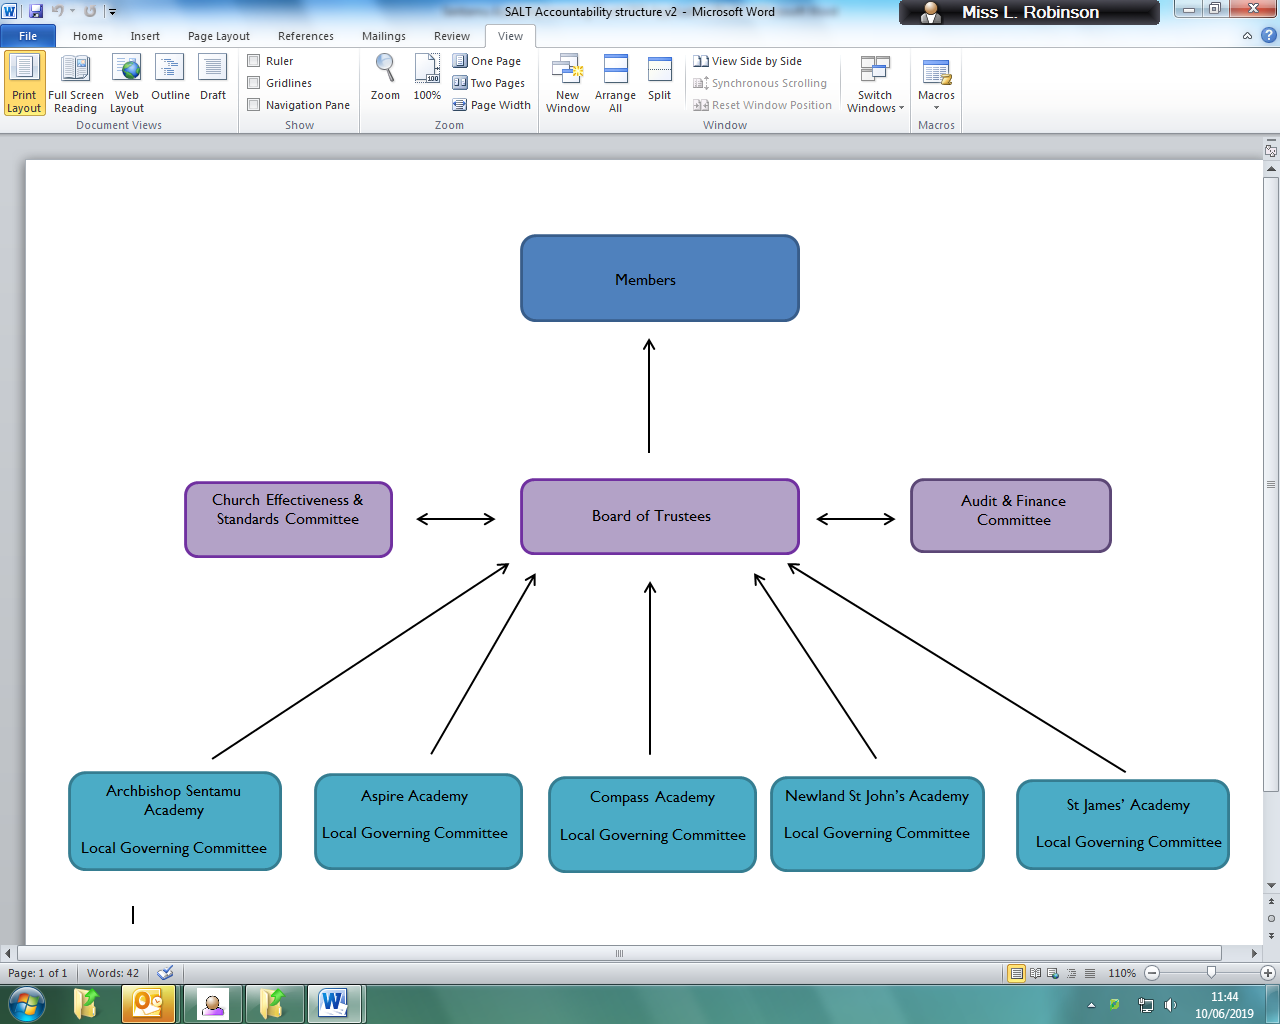 SALT Accountability structure v2 - Microsoft Word
Miss L. Robinson
File Home Insert Page Layout References Mailings Review View
Print Layout
Full Screen Reading
Web Layout
Outline
Draft
Document Views
Ruler
Gridlines
Navigation Pane
Show
Zoom
100%
One Page
Two Pages
Page Width
Zoom
New Window
Arrange All
Split
View Side by Side
Synchronous Scrolling
Reset Window Position
Window
Switch Windows
Macros
Macros
Members
Church Effectiveness &
Standards Committee
Board of Trustees
Audit & Finance
Committee
Archbishop Sentamu
Academy
Local Governing Committee
Aspire Academy
Local Governing Committee
Compass Academy
Local Governing Committee
Newland St John's Academy
Local Governing Committee
St James' Academy
Local Governing Committee
Page: 1 of 1 Words: 42 110%
11:44
10/06/2019